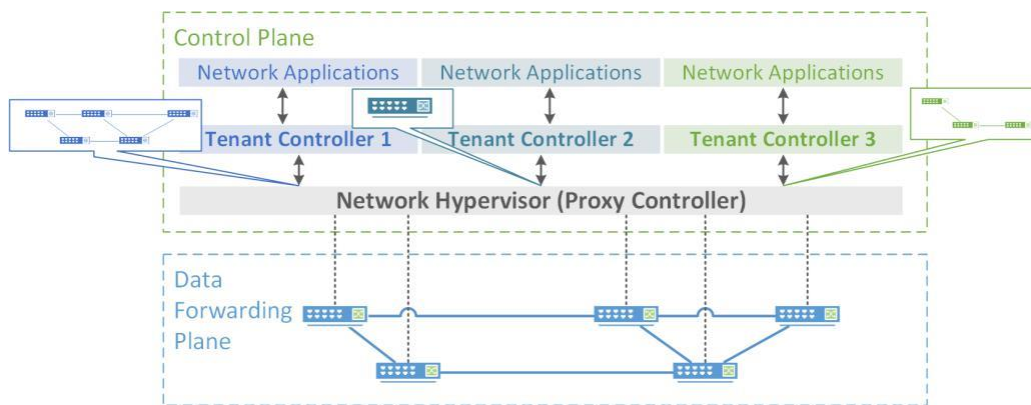 Control Plane
Network Applications
Network Applications
Network Applications
Tenant Controller 1
Tenant Controller 2
Tenant Controller 3
Network Hypervisor (Proxy Controller)
Data
Forwarding
Plane